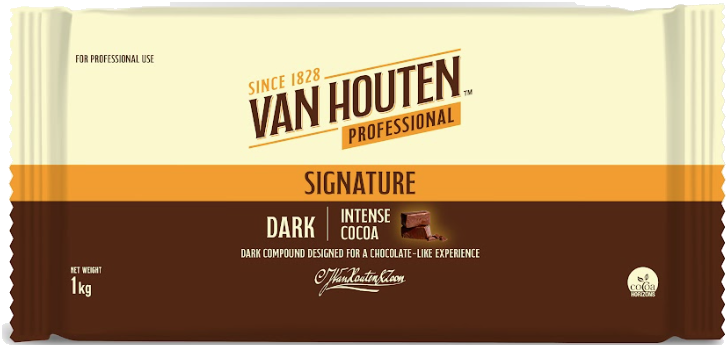 FOR PROFESSIONAL USE
SINCE 1828
VAN HOUTEN™
PROFESSIONAL
SIGNATURE
DARK
INTENSE
COCOA
DARK COMPOUND DESIGNED FOR A CHOCOLATE-LIKE EXPERIENCE
C.J. Van Houten & Zoon
NET WEIGHT
1kg
cocoa
HORIZONS